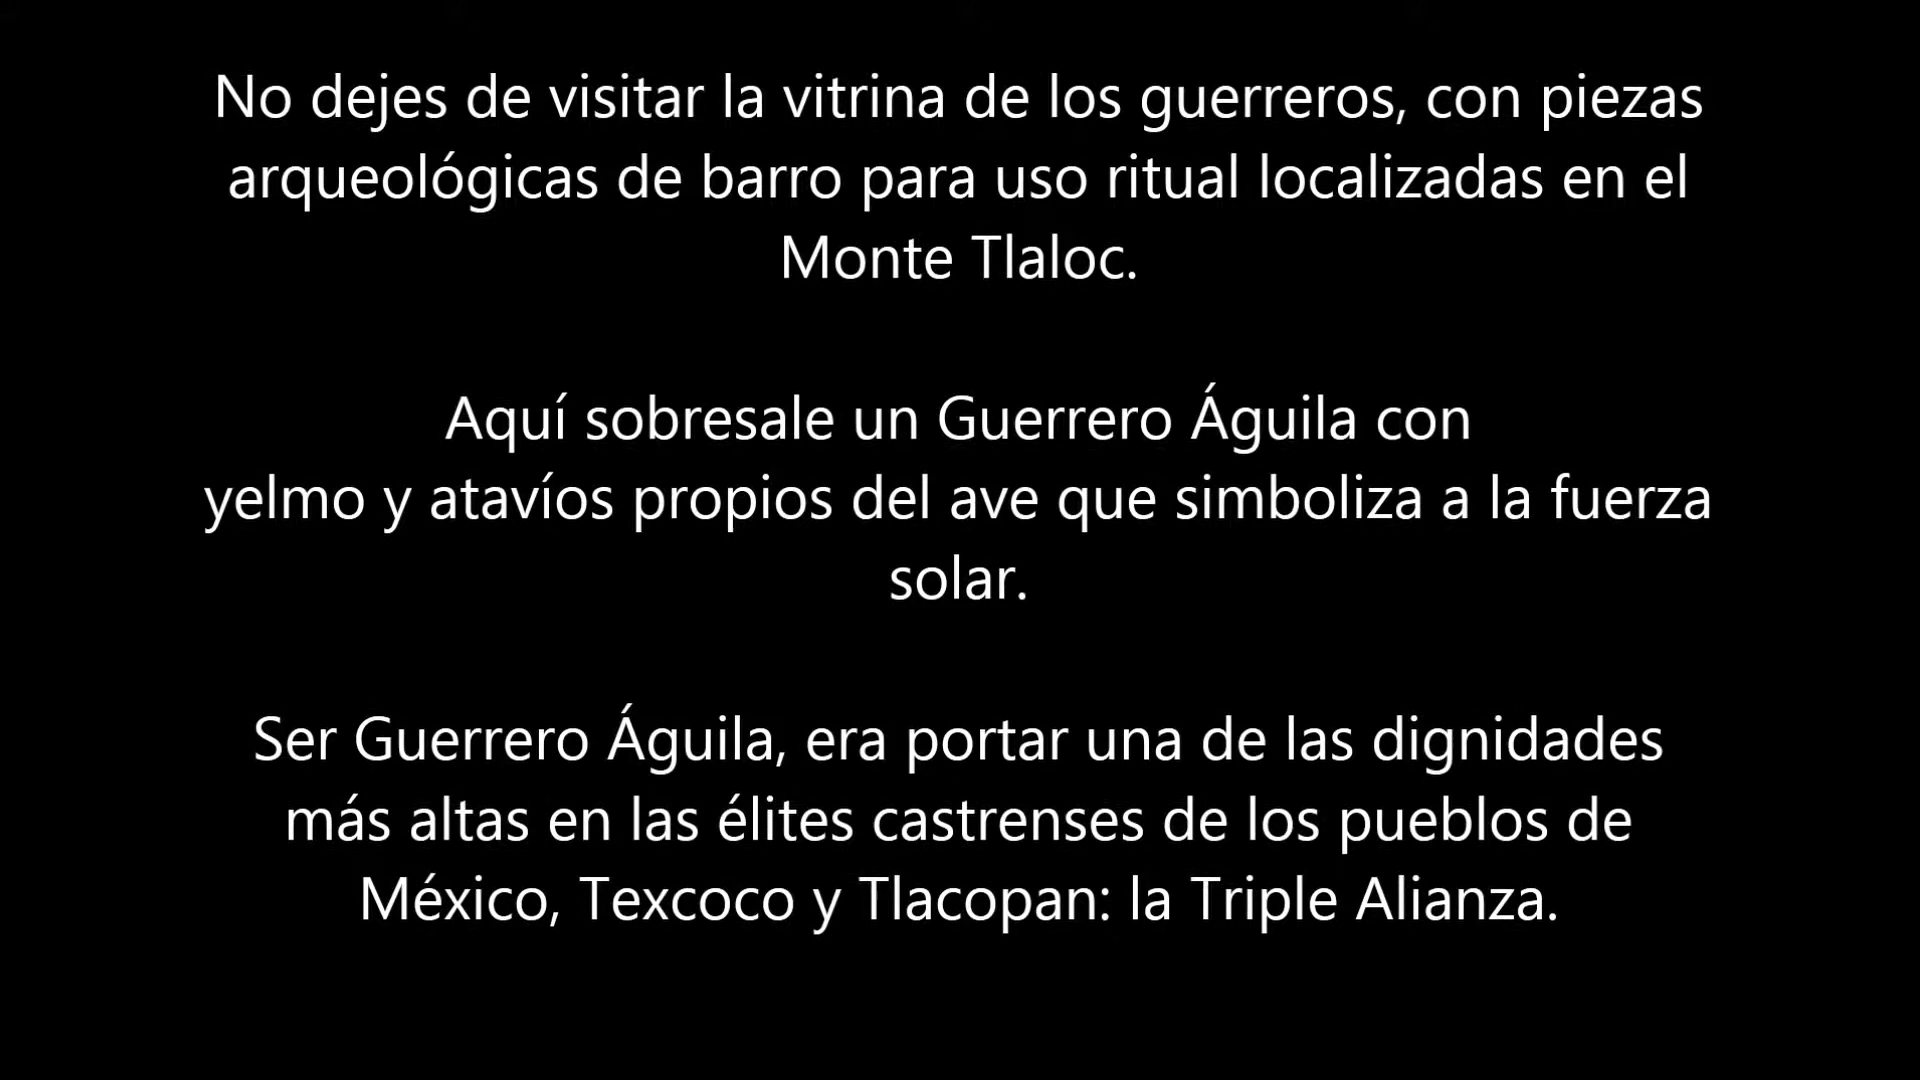 No dejes de visitar la vitrina de los guerreros, con piezas
arqueológicas de barro para uso ritual localizadas en el
Monte Tlaloc.
Aquí sobresale un Guerrero Águila con
yelmo y atavíos propios del ave que simboliza a la fuerza
solar.
Ser Guerrero Águila, era portar una de las dignidades
más altas en las élites castrenses de los pueblos de
México, Texcoco y Tlacopan: la Triple Alianza.